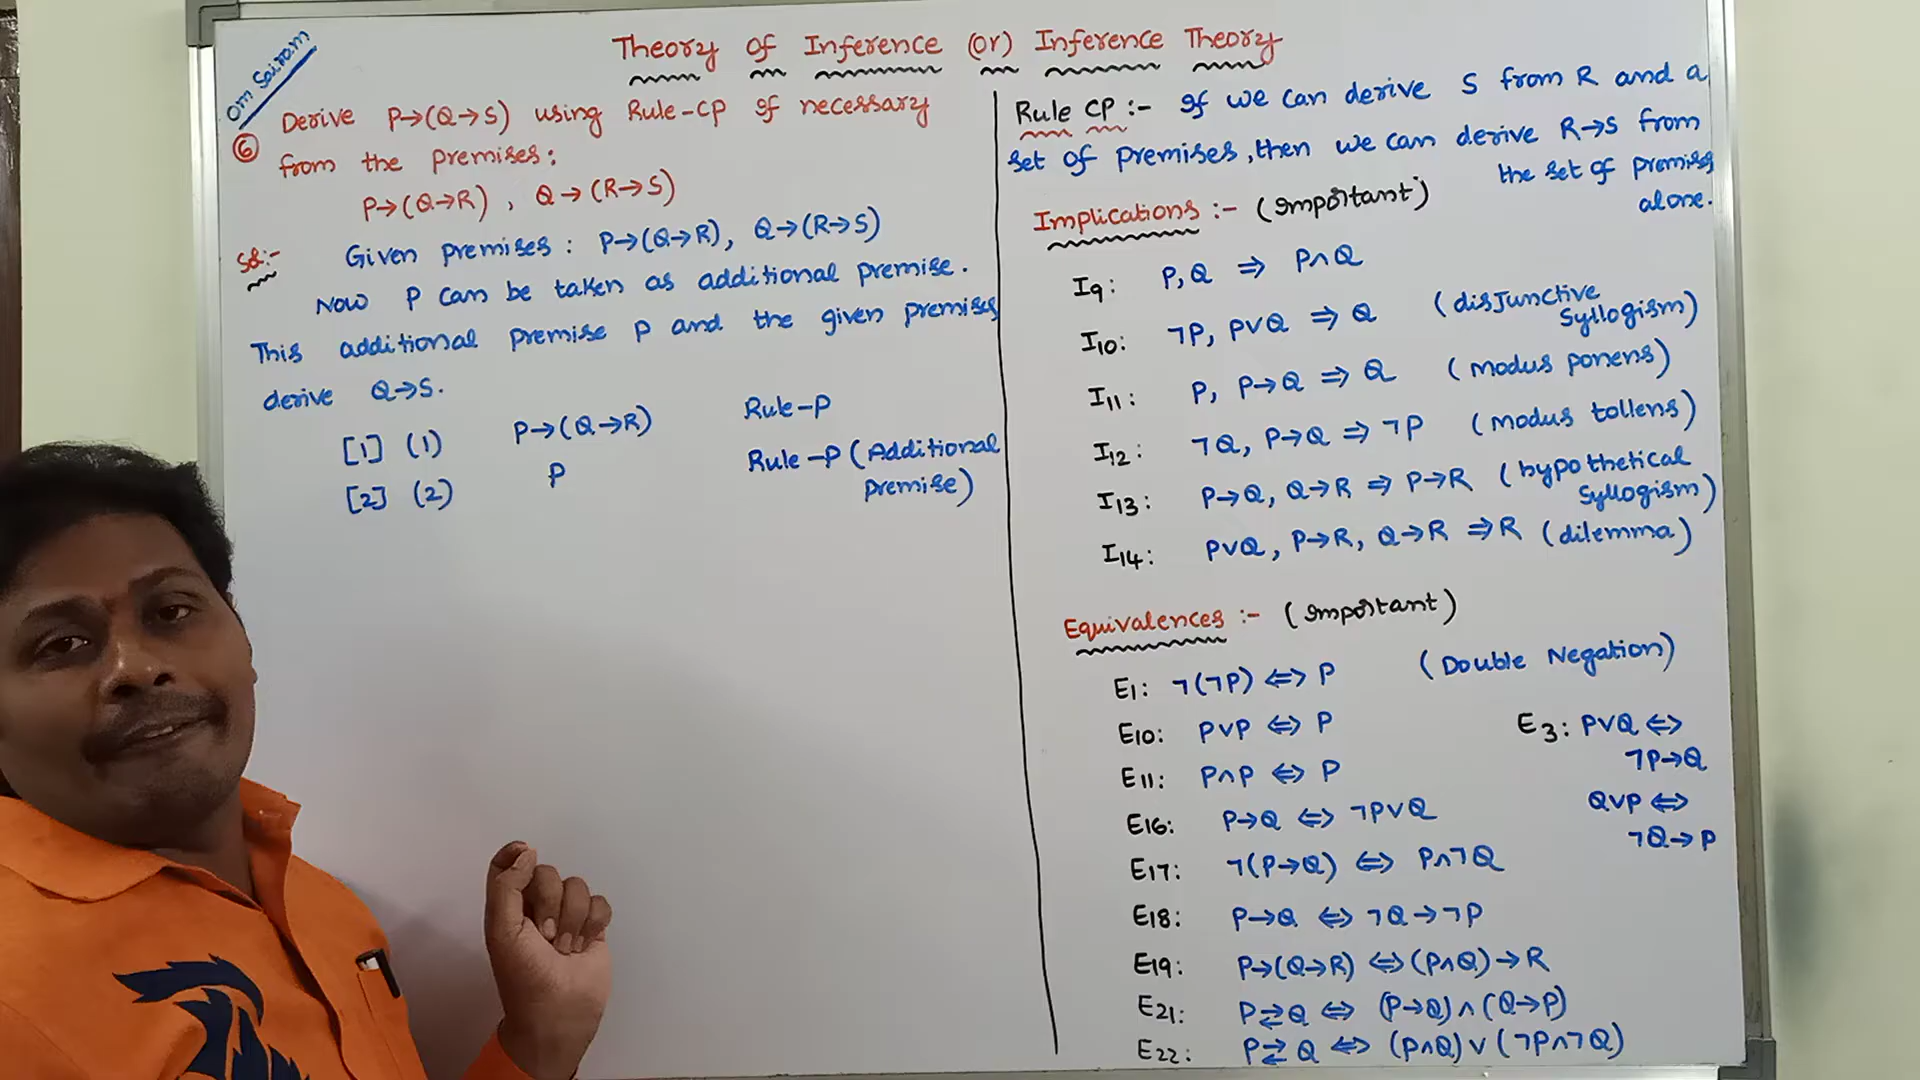 Theory of Inference (or) Inference Theory
Om Sairam
⑥ Derive P→(Q→S) using Rule-CP if necessary
from the premises:
P→(Q→R), Q→(R→S)
Sol:- Given premises: P→(Q→R), Q→(R→S)
Now P can be taken as additional premise.
This additional premise P and the given premises
derive Q→S.
[1] (1) P→(Q→R) Rule-P
[2] (2) P Rule-P (Additional
Premise)
Rule CP:- If we can derive S from R and a
set of premises, then we can derive R→S from
the set of premises
alone.
Implications:- (Important)
I9: P, Q ⇒ P∧Q
I10: ¬P, P∨Q ⇒ Q (disjunctive
Syllogism)
I11: P, P→Q ⇒ Q (modus ponens)
I12: ¬Q, P→Q ⇒ ¬P (modus tollens)
I13: P→Q, Q→R ⇒ P→R (hypothetical
Syllogism)
I14: P∨Q, P→R, Q→R ⇒ R (dilemma)
Equivalences:- (Important)
E1: ¬(¬P) ⇔ P (Double Negation)
E10: P∨P ⇔ P
E11: P∧P ⇔ P
E16: P→Q ⇔ ¬P∨Q
E17: ¬(P→Q) ⇔ P∧¬Q
E18: P→Q ⇔ ¬Q→¬P
E19: P→(Q→R) ⇔ (P∧Q)→R
E21: P⇄Q ⇔ (P→Q)∧(Q→P)
E22: P⇄Q ⇔ (P∧Q)∨(¬P∧¬Q)
E3: P∨Q ⇔
¬P→Q
Q∨P ⇔
¬Q→P